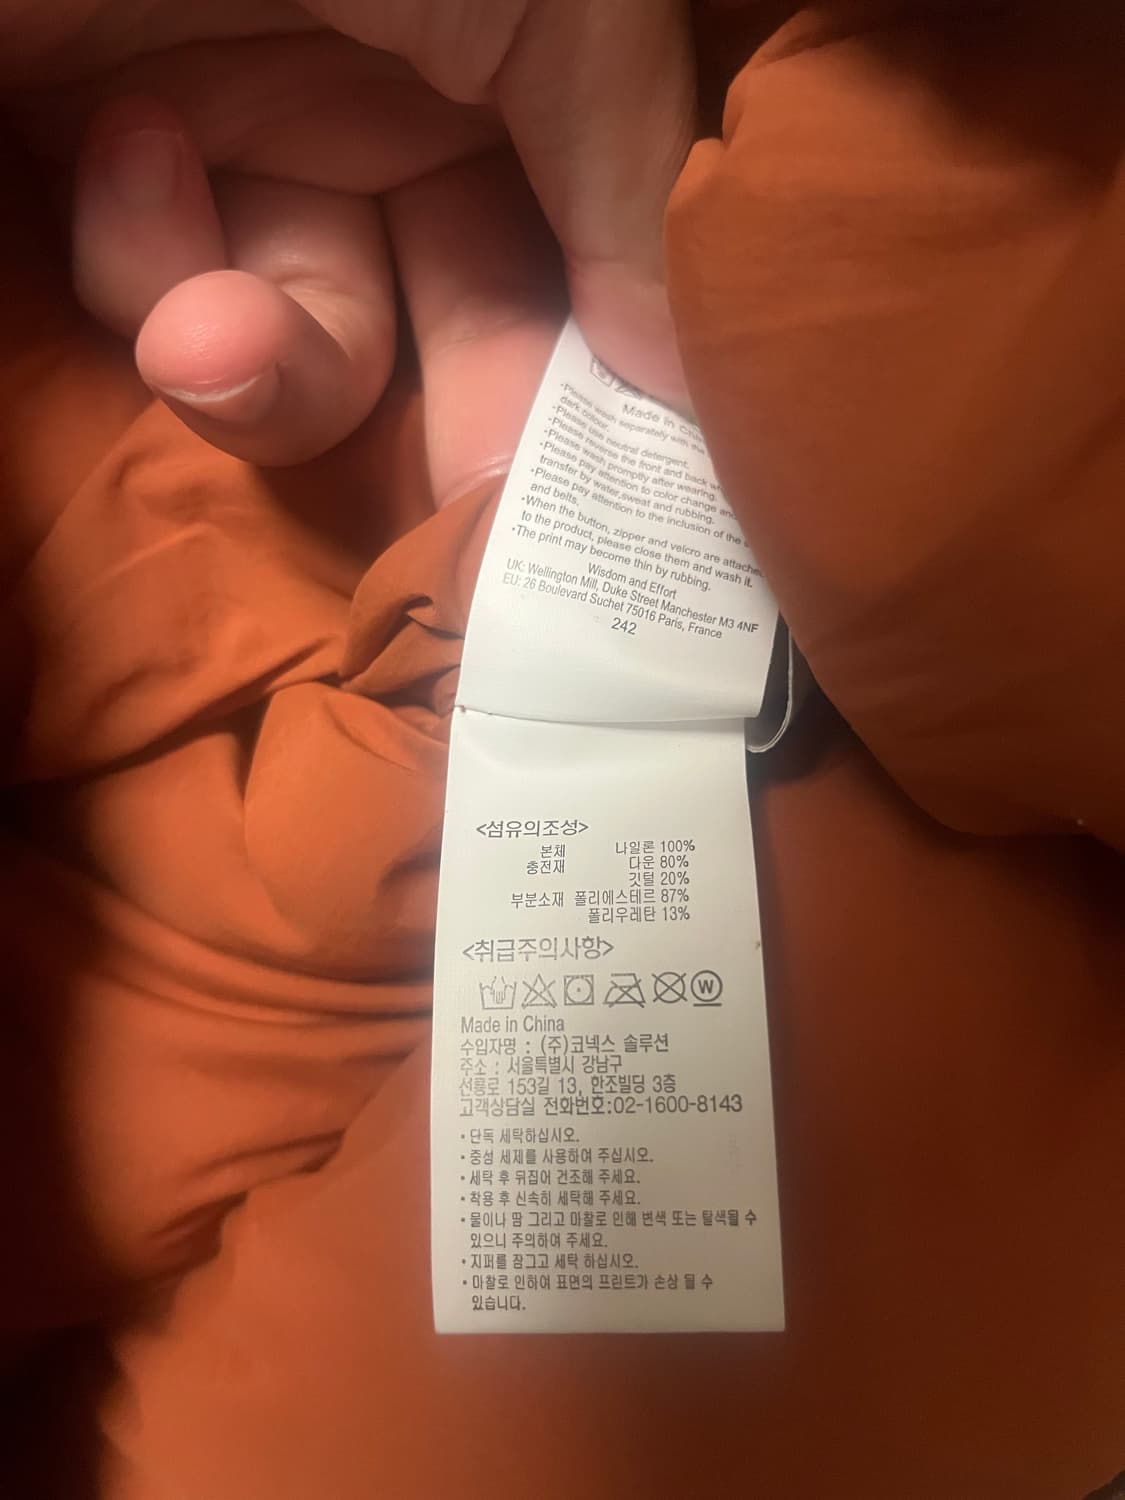 Made in
•Please wash separately with the
dark colour.
•Please use neutral detergent.
•Please reverse the front and back
•Please wash promptly after wearing.
•Please pay attention to color change and
transfer by water,sweat and rubbing.
•Please pay attention to the inclusion of the
and belts.
•When the button, zipper and velcro are
to the product, please close them and wash it.
•The print may become thin by rubbing.
Wisdom and Effort
UK: Wellington Mill, Duke Street Manchester M3 4NF
EU: 26 Boulevard Suchet 75016 Paris, France
242
<섬유의조성>
본체 나일론 100%
충전재 다운 80%
깃털 20%
부분소재 폴리에스테르 87%
폴리우레탄 13%
<취급주의사항>
W
Made in China
수입자명 : (주)코넥스 솔루션
주소 : 서울특별시 강남구
선릉로 153길 13, 한조빌딩 3층
고객상담실 전화번호:02-1600-8143
• 단독 세탁하십시오.
• 중성 세제를 사용하여 주십시오.
• 세탁 후 뒤집어 건조해 주세요.
• 착용 후 신속히 세탁해 주세요.
• 물이나 땀 그리고 마찰로 인해 변색 또는 탈색될 수
있으니 주의하여 주세요.
• 지퍼를 잠그고 세탁 하십시오.
• 마찰로 인하여 표면의 프린트가 손상 될 수
있습니다.